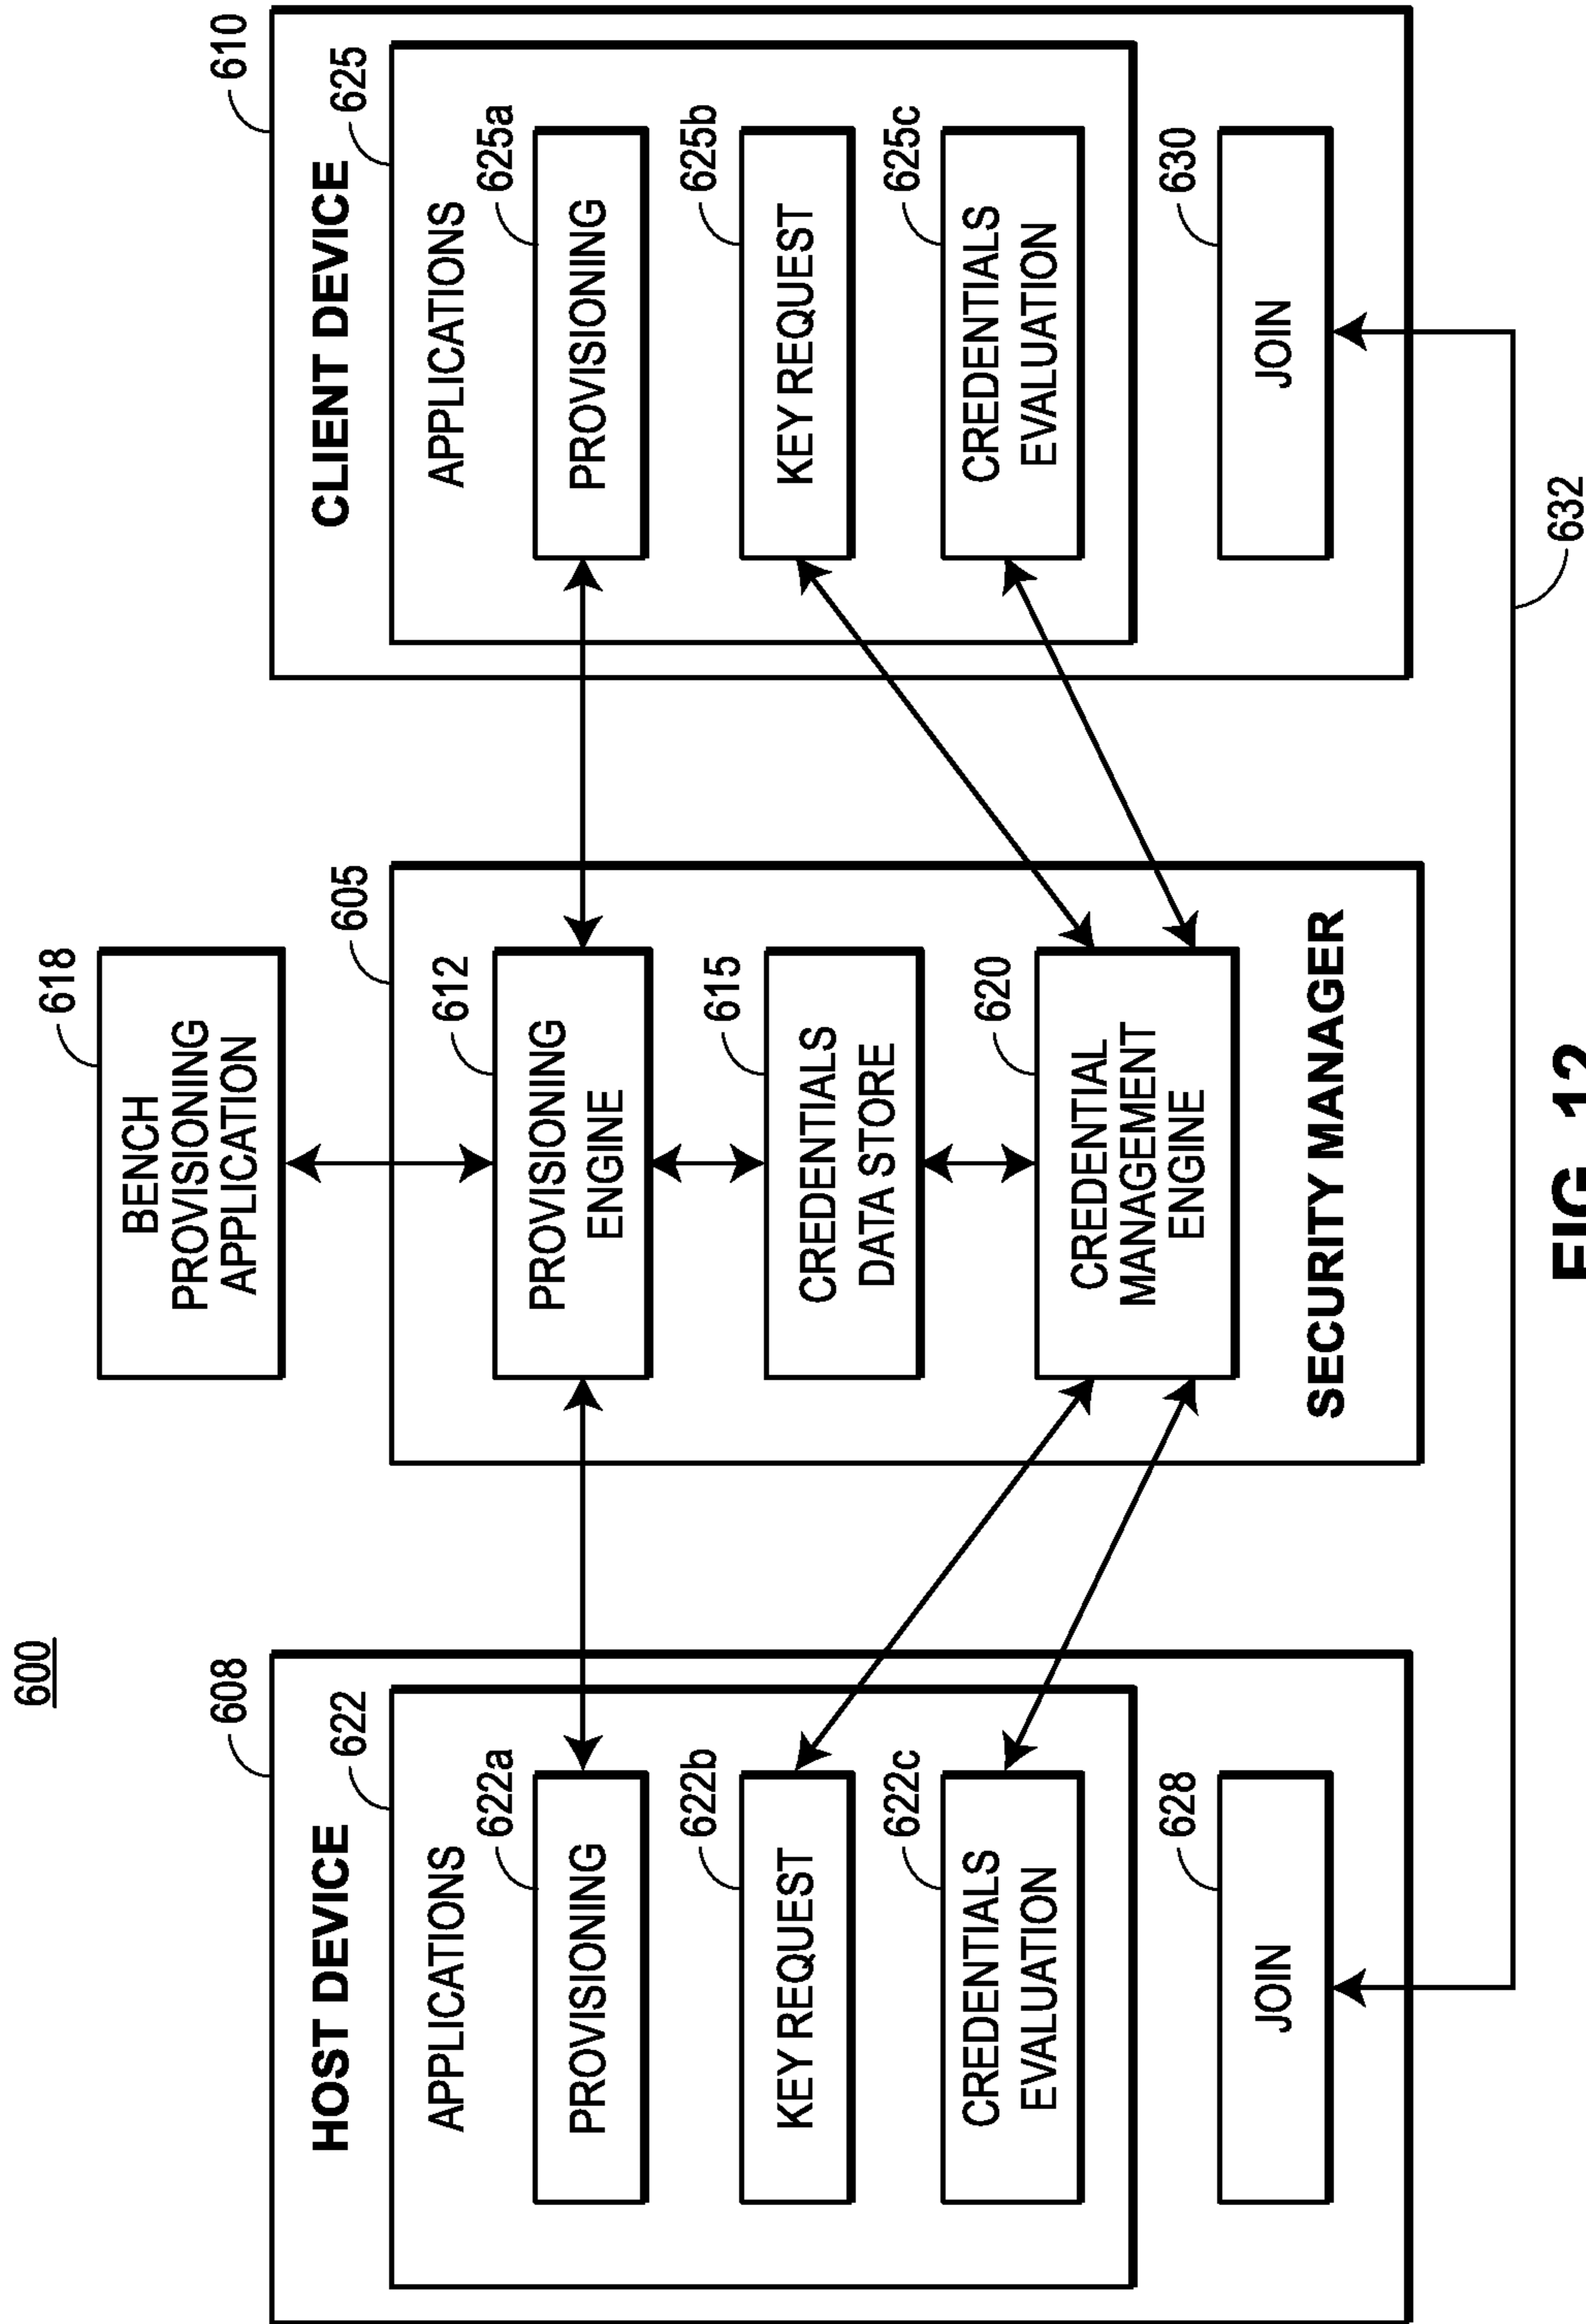 600
608
HOST DEVICE
622
APPLICATIONS
622a
PROVISIONING
622b
KEY REQUEST
622c
CREDENTIALS
EVALUATION
628
JOIN
618
BENCH
PROVISIONING
APPLICATION
605
612
PROVISIONING
ENGINE
615
CREDENTIALS
DATA STORE
620
CREDENTIAL
MANAGEMENT
ENGINE
SECURITY MANAGER
610
CLIENT DEVICE
625
APPLICATIONS
625a
PROVISIONING
625b
KEY REQUEST
625c
CREDENTIALS
EVALUATION
630
JOIN
632
FIG. 12